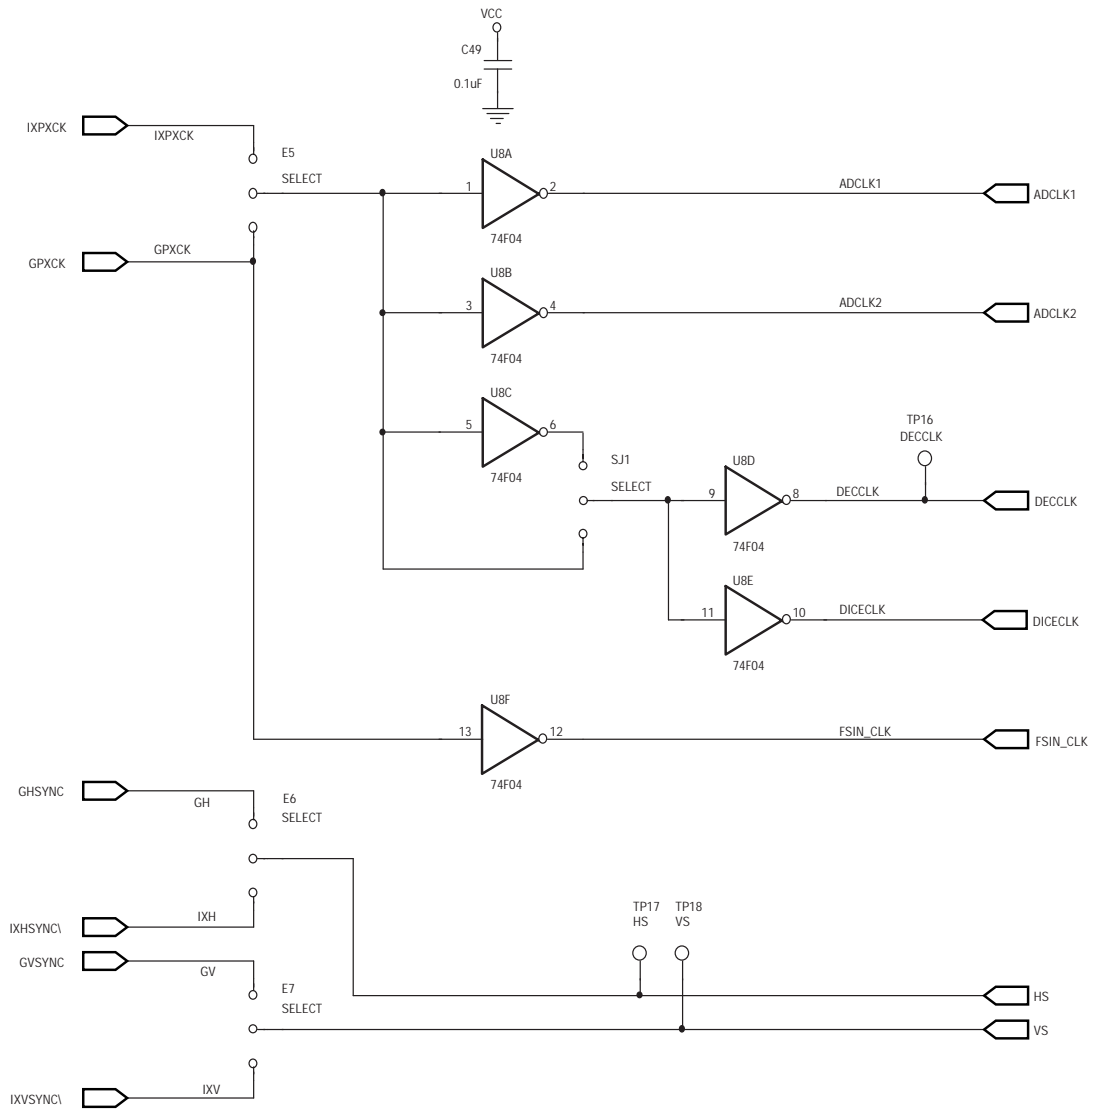 VCC
C49
0.1uF
IXPXCK
IXPXCK
E5
SELECT
U8A
1
2
74F04
ADCLK1
ADCLK1
GPXCK
GPXCK
U8B
3
4
74F04
ADCLK2
ADCLK2
U8C
5
6
74F04
SJ1
SELECT
TP16
DECCLK
U8D
9
8
74F04
DECCLK
DECCLK
U8E
11
10
74F04
DICECLK
DICECLK
U8F
13
12
74F04
FSIN_CLK
FSIN_CLK
GHSYNC
GH
E6
SELECT
IXHSYNC\
IXH
GVSYNC
GV
E7
SELECT
TP17
HS
TP18
VS
HS
VS
IXVSYNC\
IXV